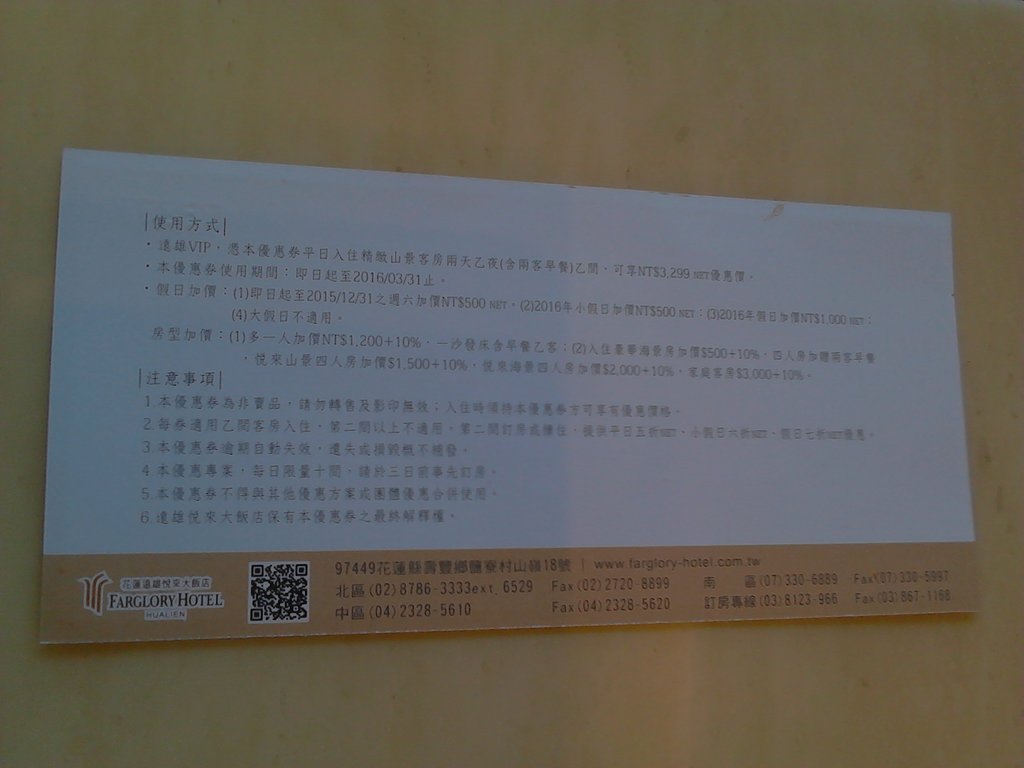 |使用方式|
・遠雄VIP，憑本優惠券平日入住精緻山景客房兩天乙夜(含兩客早餐)乙間，可享NT$3,299 NET優惠價。
・本優惠券使用期間：即日起至2016/03/31止。
・假日加價：(1)即日起至2015/12/31之週六加價NT$500 NET。(2)2016年小假日加價NT$500 NET；(3)2016年假日加價NT$1,000 NET；
(4)大假日不適用。
房型加價：(1)多一人加價NT$1,200+10%，一沙發床含早餐乙客；(2)入住豪華海景房加價$500+10%，四人房加贈兩客早餐
，悅來山景四人房加價$1,500+10%，悅來海景四人房加價$2,000+10%，家庭客房$3,000+10%。
|注意事項|
1.本優惠券為非賣品，請勿轉售及影印無效；入住時須持本優惠券方可享有優惠價格。
2.每券適用乙間客房入住，第二間以上不適用。第二間訂房或續住，提供平日五折NET、小假日六折NET、假日七折NET優惠。
3.本優惠券逾期自動失效，遺失或損毀概不補發。
4.本優惠專案，每日限量十間，請於三日前事先訂房。
5.本優惠券不得與其他優惠方案或團體優惠合併使用。
6.遠雄悅來大飯店保有本優惠券之最終解釋權。
花蓮遠雄悅來大飯店
FARGLORY HOTEL
HUALIEN
97449花蓮縣壽豐鄉鹽寮村山嶺18號 | www.farglory-hotel.com.tw
北區(02)8786-3333ext. 6529 Fax(02)2720-8899 南 區(07)330-6889 Fax(07)330-5997
中區(04)2328-5610 Fax(04)2328-5620 訂房專線(03)8123-966 Fax(03)867-1168